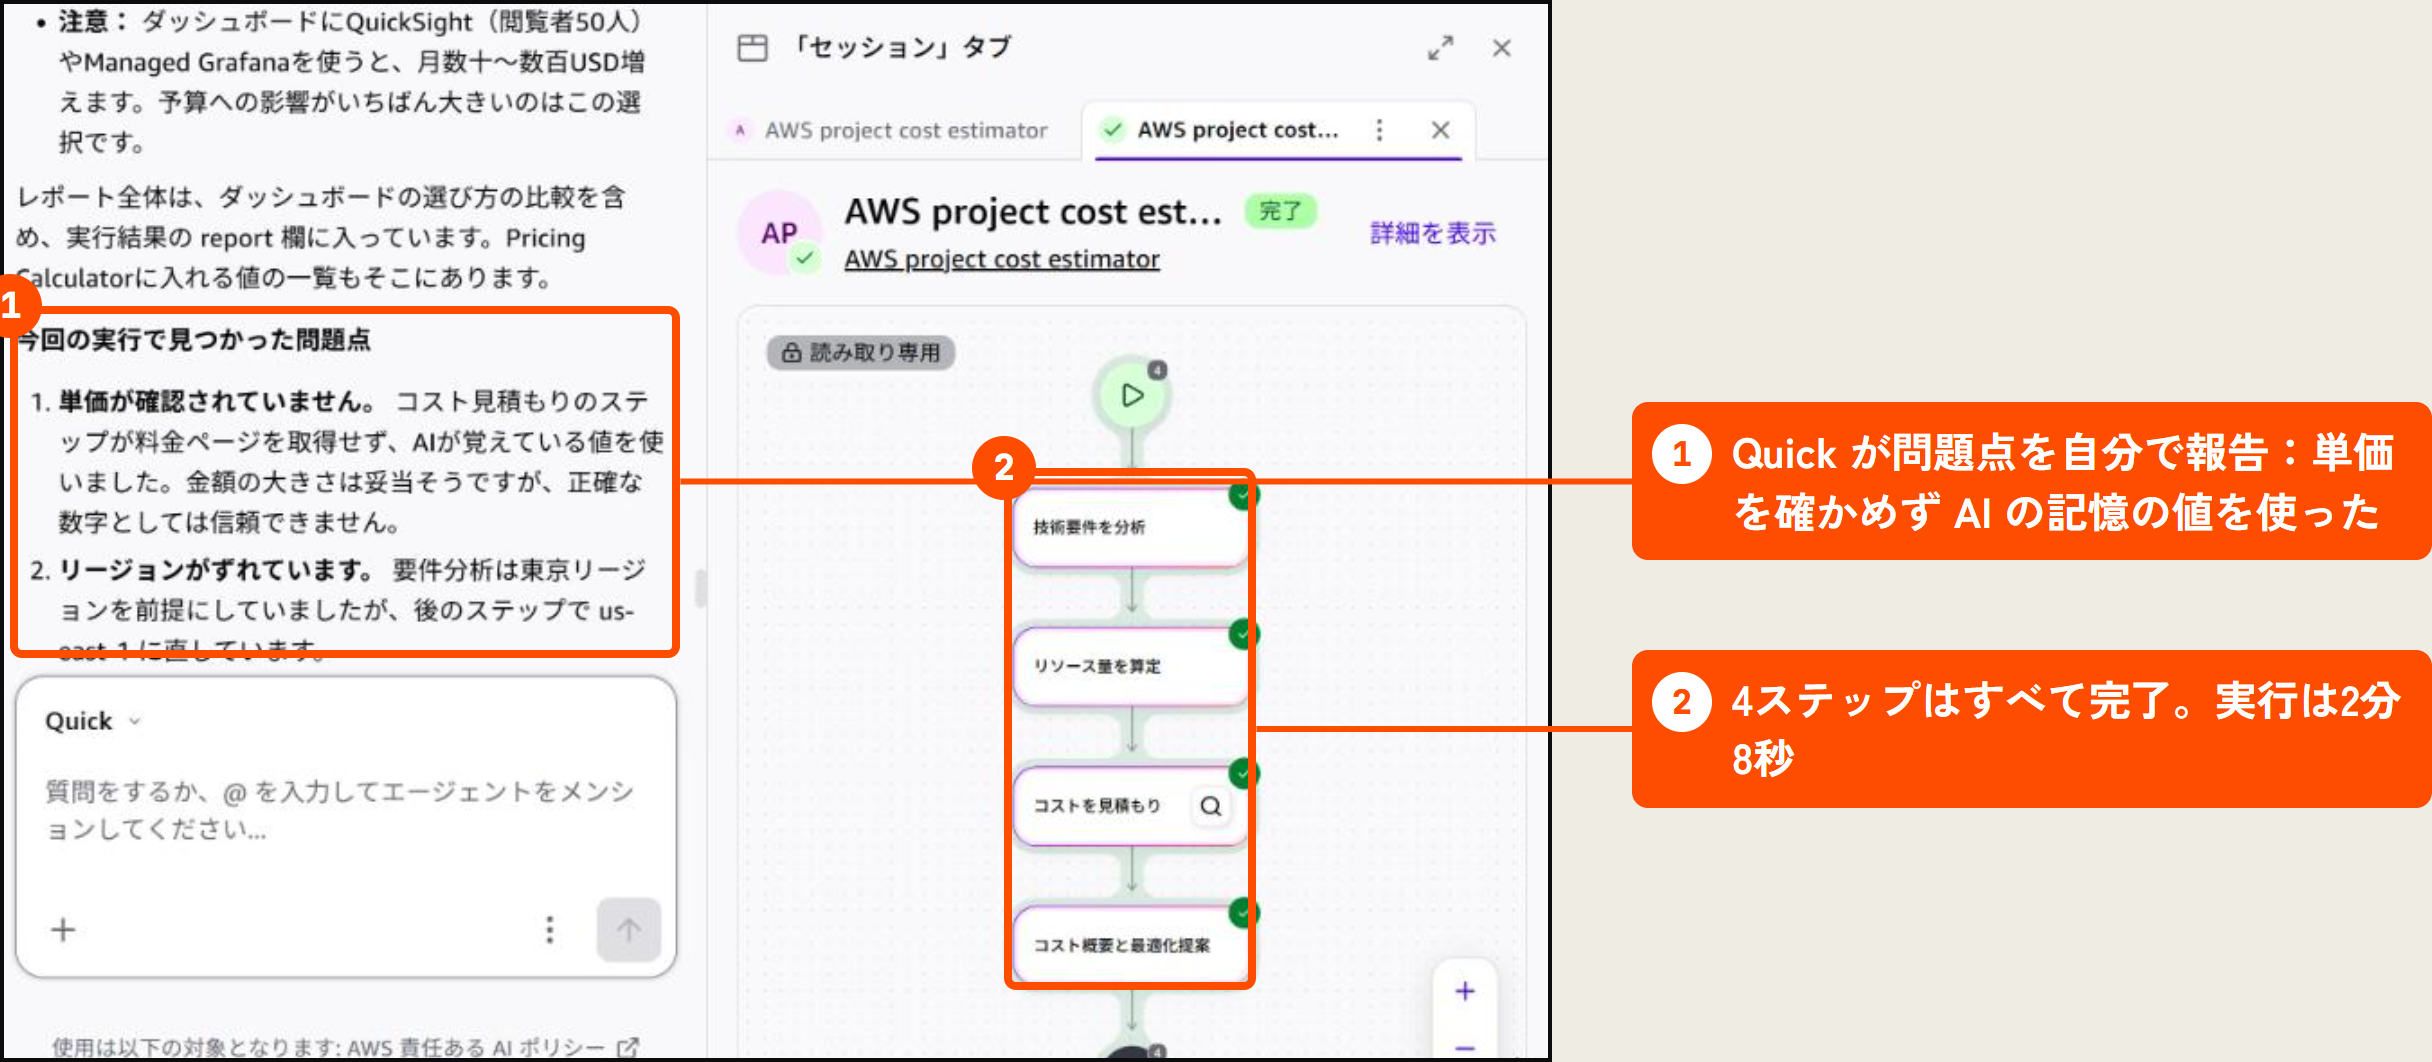 • 注意： ダッシュボードにQuickSight（閲覧者50人）
やManaged Grafanaを使うと、月数十～数百USD増
えます。予算への影響がいちばん大きいのはこの選
択です。
レポート全体は、ダッシュボードの選び方の比較を含
め、実行結果の report 欄に入っています。Pricing
Calculatorに入れる値の一覧もそこにあります。
1
今回の実行で見つかった問題点
1. 単価が確認されていません。 コスト見積もりのステ
ップが料金ページを取得せず、AIが覚えている値を使
いました。金額の大きさは妥当そうですが、正確な
数字としては信頼できません。
2. リージョンがずれています。 要件分析は東京リージ
ョンを前提にしていましたが、後のステップで us-
east-1 に直しています。
Quick
質問をするか、@ を入力してエージェントをメンシ
ョンしてください...
使用は以下の対象となります: AWS 責任ある AI ポリシー
「セッション」タブ
A AWS project cost estimator
AWS project cost...
AP
AWS project cost est...
完了
AWS project cost estimator
詳細を表示
読み取り専用
4
2
技術要件を分析
リソース量を算定
コストを見積もり
コスト概要と最適化提案
4
1 Quick が問題点を自分で報告：単価
を確かめず AI の記憶の値を使った
2 4ステップはすべて完了。実行は2分
8秒